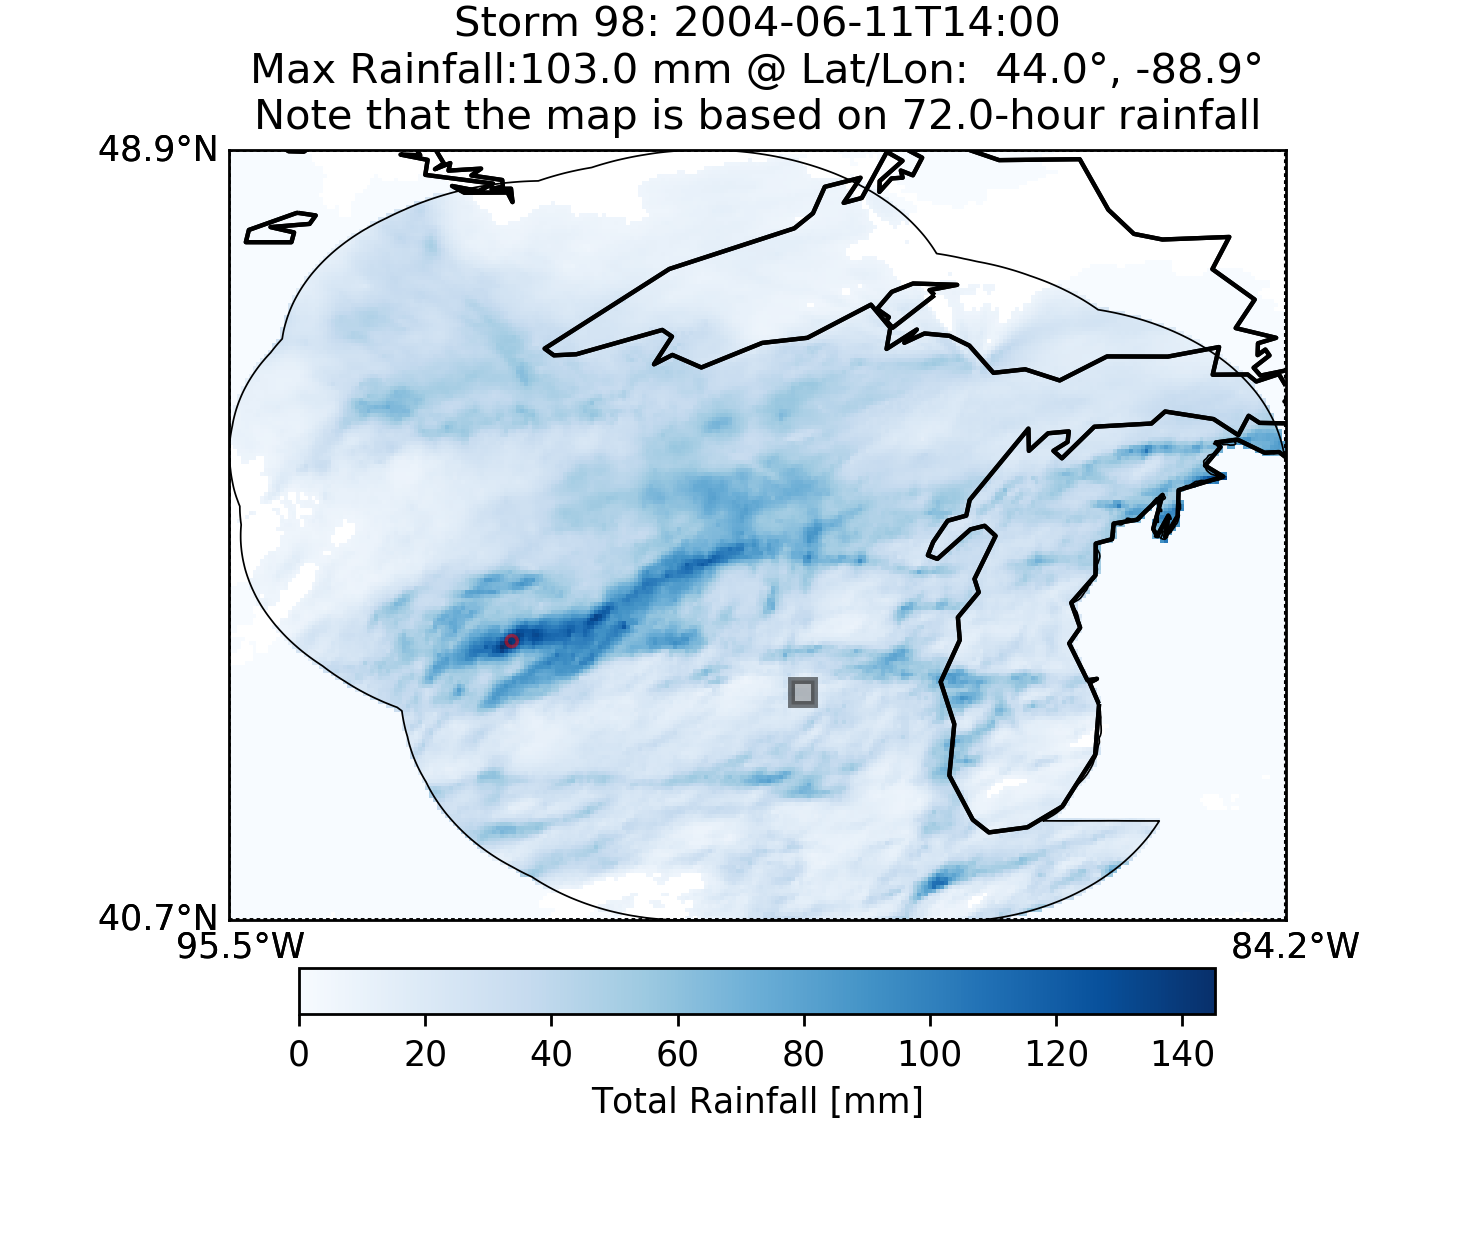 Storm 98: 2004-06-11T14:00
Max Rainfall:103.0 mm @ Lat/Lon:  44.0°, -88.9°
Note that the map is based on 72.0-hour rainfall
48.9°N
40.7°N
95.5°W 84.2°W
0 20 40 60 80 100 120 140
Total Rainfall [mm]